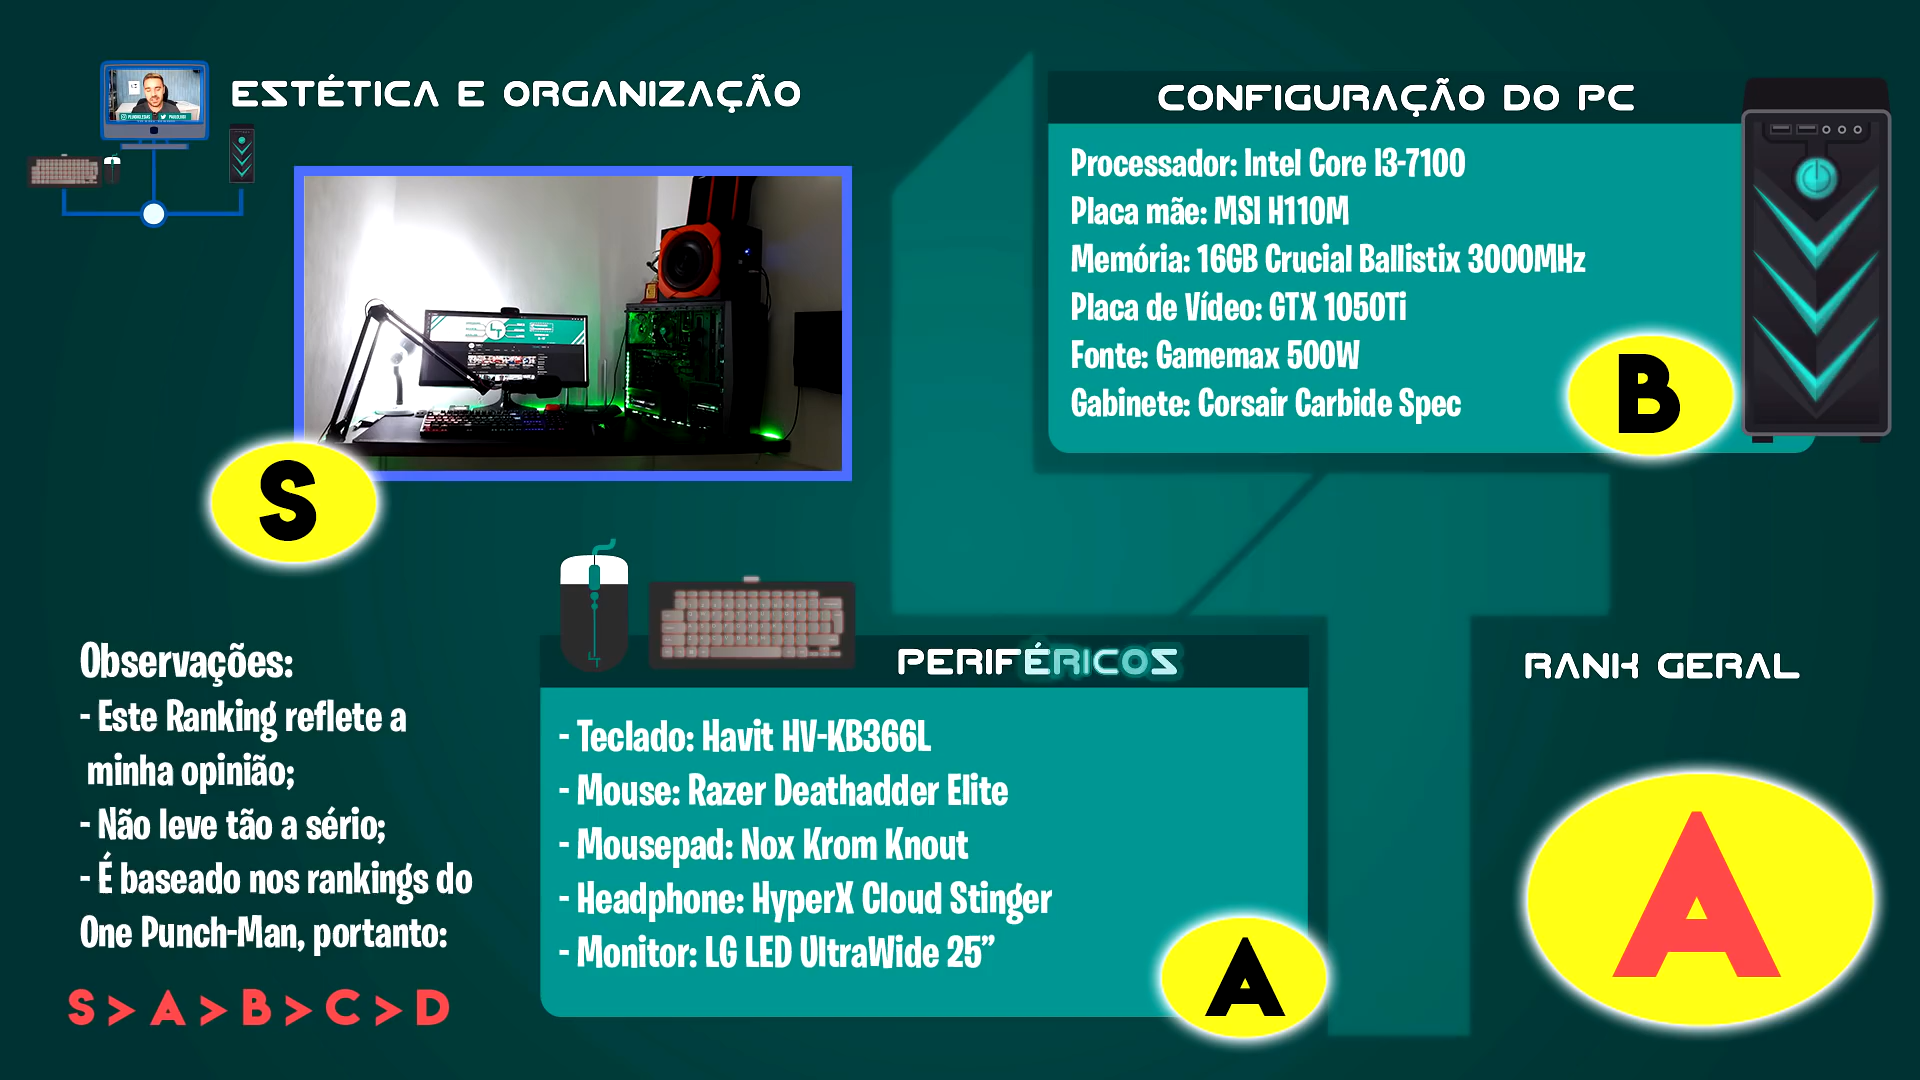 ESTÉTICA E ORGANIZAÇÃO
S
CONFIGURAÇÃO DO PC
Processador: Intel Core I3-7100
Placa mãe: MSI H110M
Memória: 16GB Crucial Ballistix 3000MHz
Placa de Vídeo: GTX 1050Ti
Fonte: Gamemax 500W
Gabinete: Corsair Carbide Spec
B
Observações:
- Este Ranking reflete a
minha opinião;
- Não leve tão a sério;
- É baseado nos rankings do
One Punch-Man, portanto:
S > A > B > C > D
PERIFÉRICOS
- Teclado: Havit HV-KB366L
- Mouse: Razer Deathadder Elite
- Mousepad: Nox Krom Knout
- Headphone: HyperX Cloud Stinger
- Monitor: LG LED UltraWide 25”
A
RANK GERAL
A
LT